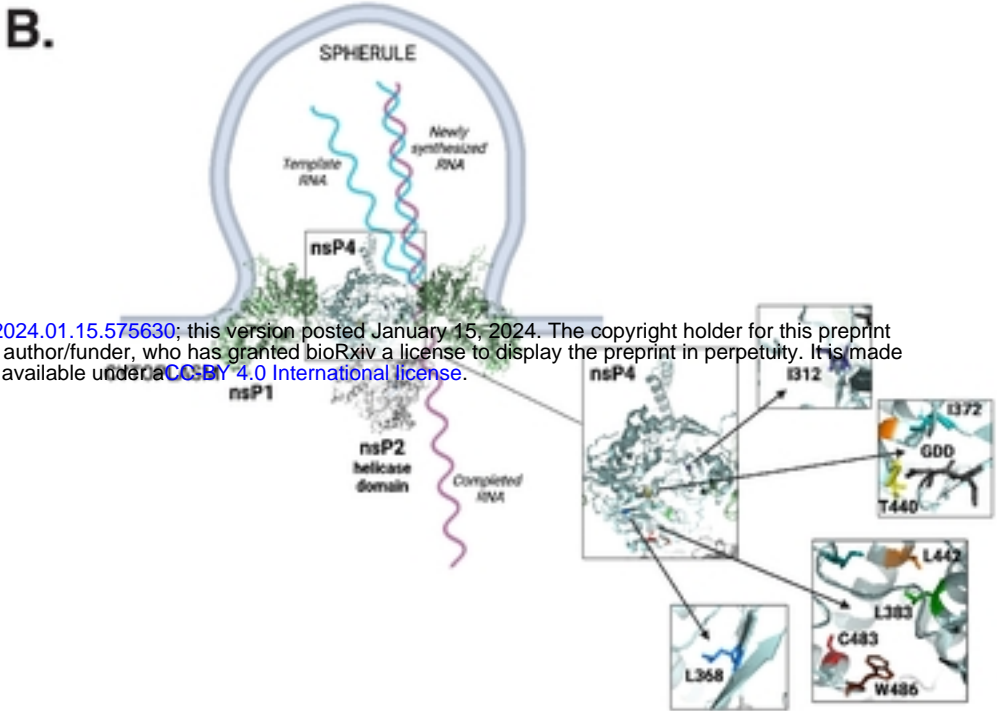 B.
SPHERULE
Newly
synthesized
RNA
Template
RNA
nsP4
2024.01.15.575630; this version posted January 15, 2024. The copyright holder for this preprint
author/funder, who has granted bioRxiv a license to display the preprint in perpetuity. It is made
available under aCC-BY 4.0 International license.
nsP1
nsP2
helicase
domain
Completed
RNA
nsP4
I312
I372
GDD
T440
L442
L383
C483
W486
L368